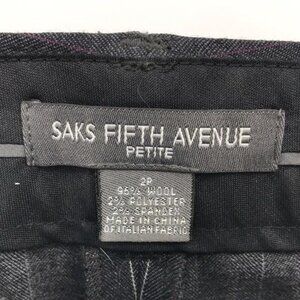 SAKS FIFTH AVENUE
PETITE
2P
96% WOOL
2% POLYESTER
2% SPANDEX
MADE IN CHINA
OF ITALIAN FABRIC